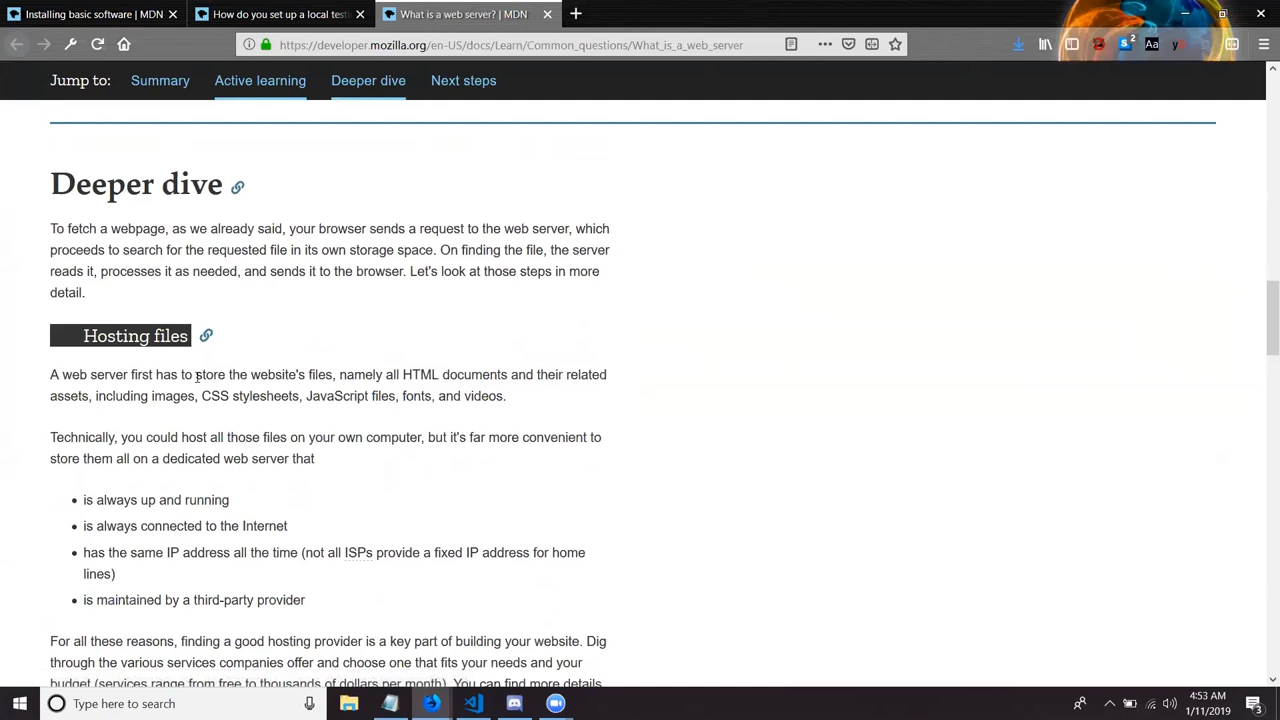 Installing basic software | MDN
How do you set up a local test
What is a web server? | MDN
https://developer.mozilla.org/en-US/docs/Learn/Common_questions/What_is_a_web_server
2
Aa
Jump to: Summary Active learning Deeper dive Next steps
Deeper dive
To fetch a webpage, as we already said, your browser sends a request to the web server, which
proceeds to search for the requested file in its own storage space. On finding the file, the server
reads it, processes it as needed, and sends it to the browser. Let's look at those steps in more
detail.
Hosting files
A web server first has to store the website's files, namely all HTML documents and their related
assets, including images, CSS stylesheets, JavaScript files, fonts, and videos.
Technically, you could host all those files on your own computer, but it's far more convenient to
store them all on a dedicated web server that
• is always up and running
• is always connected to the Internet
• has the same IP address all the time (not all ISPs provide a fixed IP address for home
lines)
• is maintained by a third-party provider
For all these reasons, finding a good hosting provider is a key part of building your website. Dig
through the various services companies offer and choose one that fits your needs and your
budget (services range from free to thousands of dollars per month). You can find more details
Type here to search
4:53 AM
1/11/2019
3